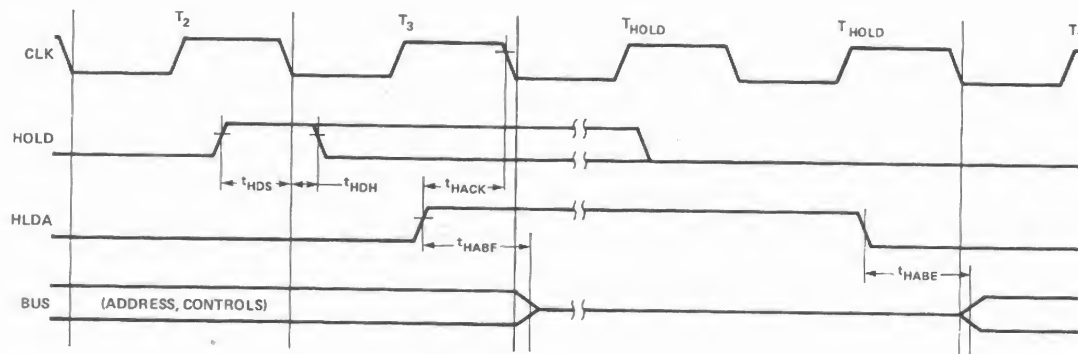 T2 T3 THOLD THOLD T
CLK
HOLD
tHDS tHDH tHACK
HLDA
tHABF
tHABE
BUS (ADDRESS, CONTROLS)